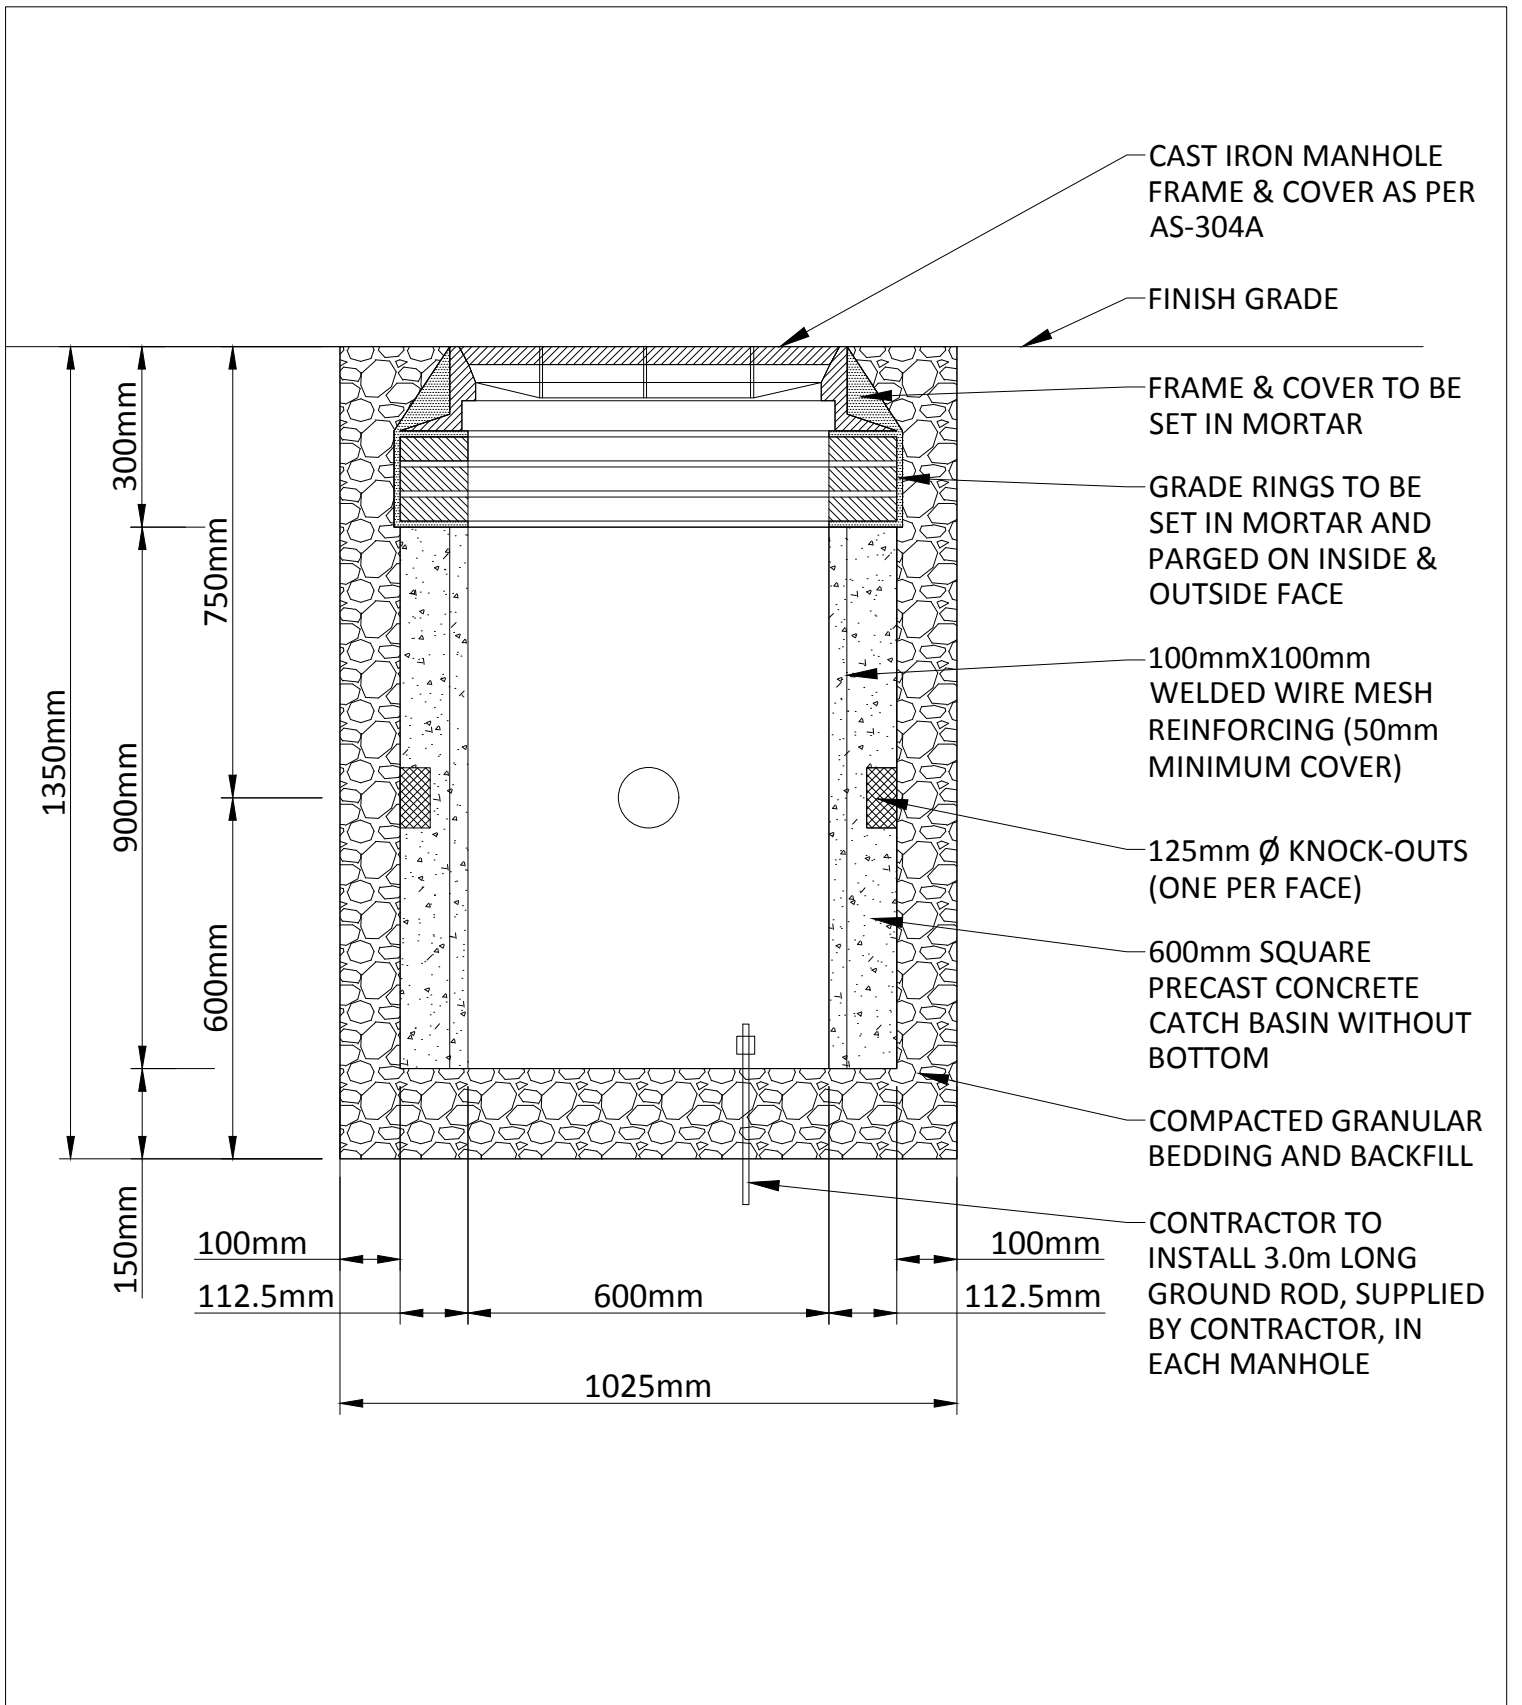 CAST IRON MANHOLE
FRAME & COVER AS PER
AS-304A
FINISH GRADE
FRAME & COVER TO BE
SET IN MORTAR
GRADE RINGS TO BE
SET IN MORTAR AND
PARGED ON INSIDE &
OUTSIDE FACE
100mmX100mm
WELDED WIRE MESH
REINFORCING (50mm
MINIMUM COVER)
125mm Ø KNOCK-OUTS
(ONE PER FACE)
600mm SQUARE
PRECAST CONCRETE
CATCH BASIN WITHOUT
BOTTOM
COMPACTED GRANULAR
BEDDING AND BACKFILL
CONTRACTOR TO
INSTALL 3.0m LONG
GROUND ROD, SUPPLIED
BY CONTRACTOR, IN
EACH MANHOLE
1350mm
300mm
900mm
150mm
750mm
600mm
100mm
100mm
112.5mm
600mm
112.5mm
1025mm